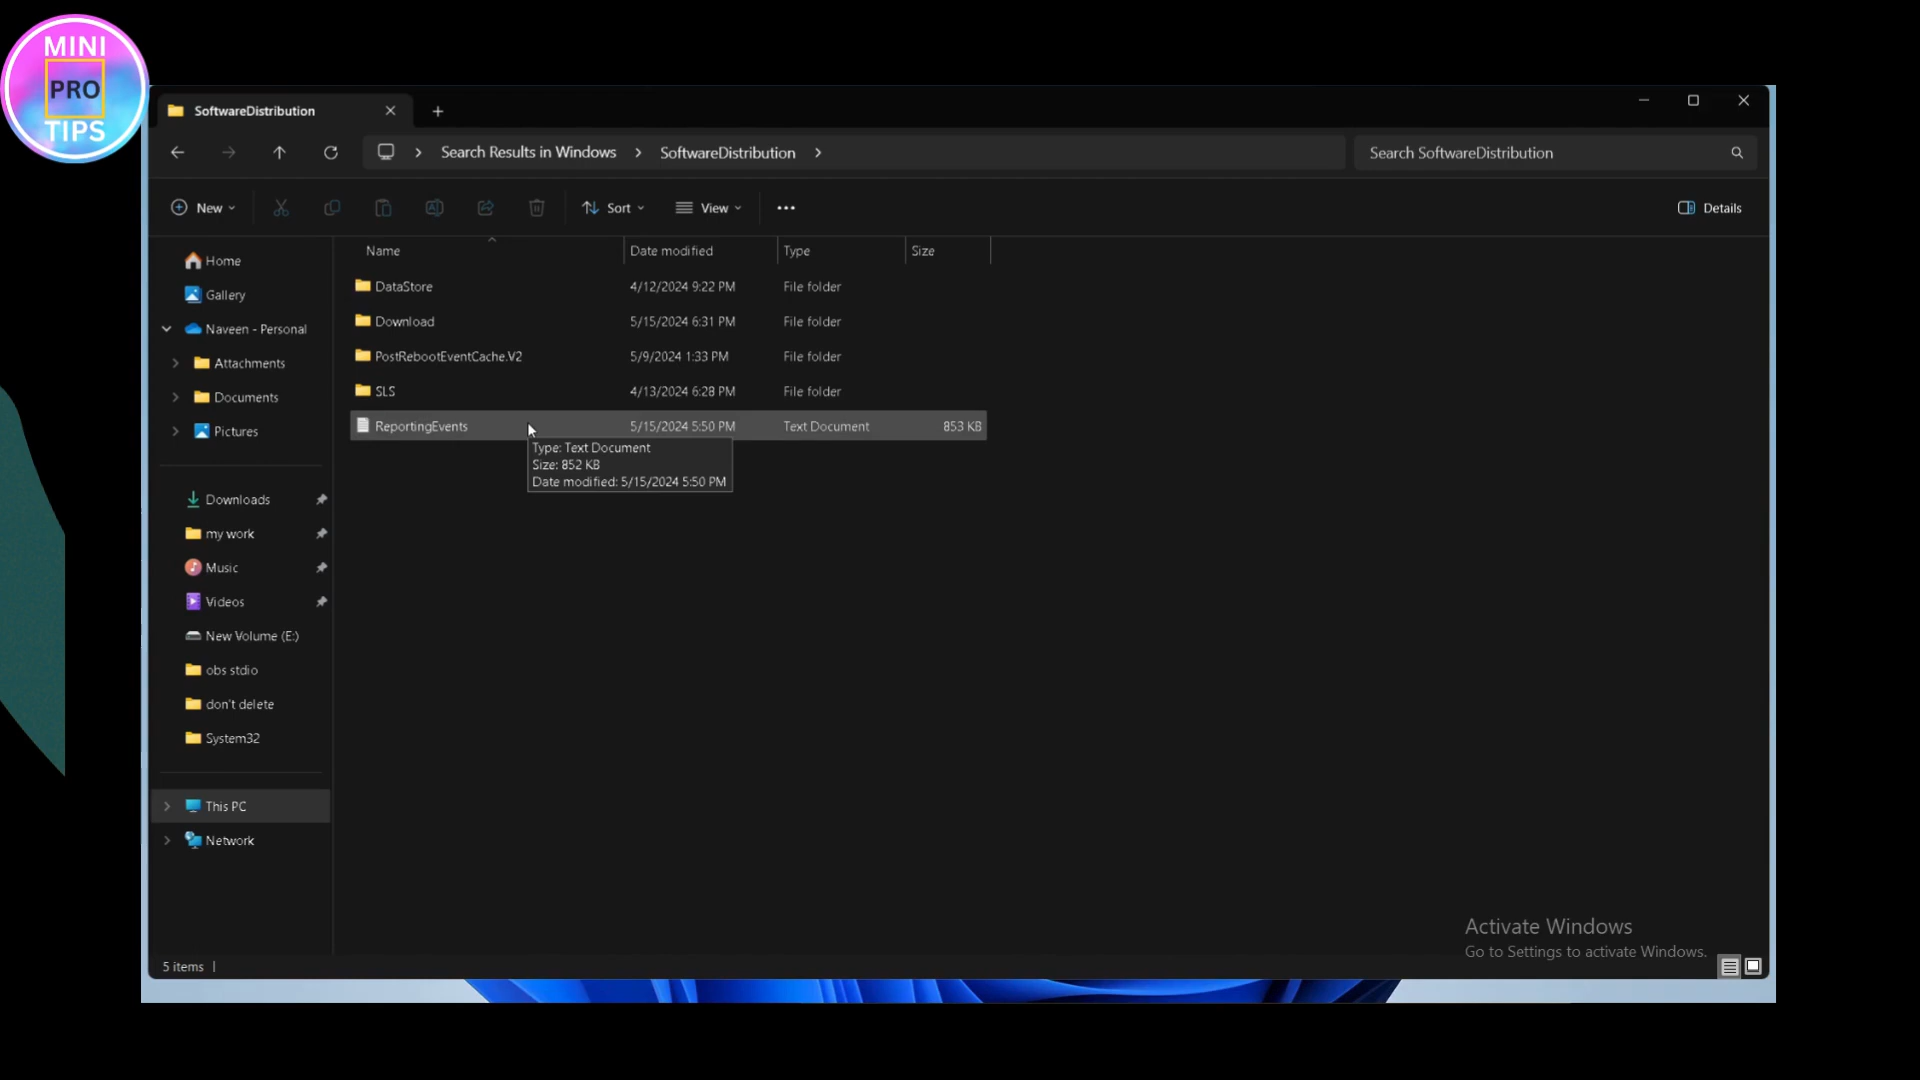 MINI
PRO
TIPS
SoftwareDistribution
Search Results in Windows SoftwareDistribution
Search SoftwareDistribution
New Sort View Details
Name Date modified Type Size
DataStore 4/12/2024 9:22 PM File folder
Download 5/15/2024 6:31 PM File folder
PostRebootEventCache.V2 5/9/2024 1:33 PM File folder
SLS 4/13/2024 6:28 PM File folder
ReportingEvents 5/15/2024 5:50 PM Text Document 853 KB
Type: Text Document
Size: 852 KB
Date modified: 5/15/2024 5:50 PM
Home
Gallery
Naveen - Personal
Attachments
Documents
Pictures
Downloads
my work
Music
Videos
New Volume (E:)
obs stdio
don't delete
System32
This PC
Network
Activate Windows
Go to Settings to activate Windows.
5 items